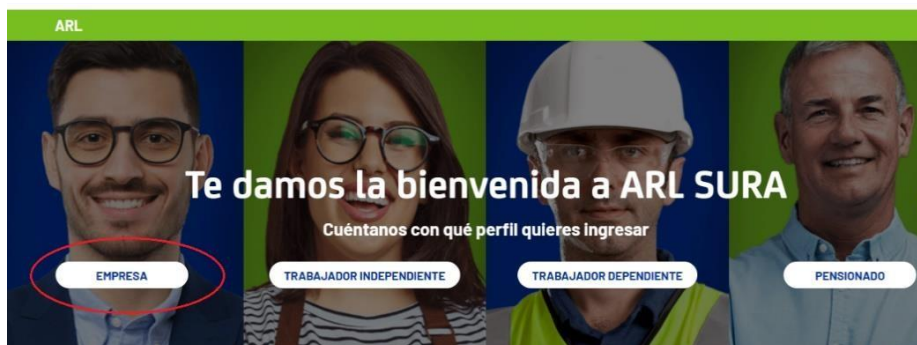 ARL
Te damos la bienvenida a ARL SURA
Cuéntanos con qué perfil quieres ingresar
EMPRESA
TRABAJADOR INDEPENDIENTE
TRABAJADOR DEPENDIENTE
PENSIONADO